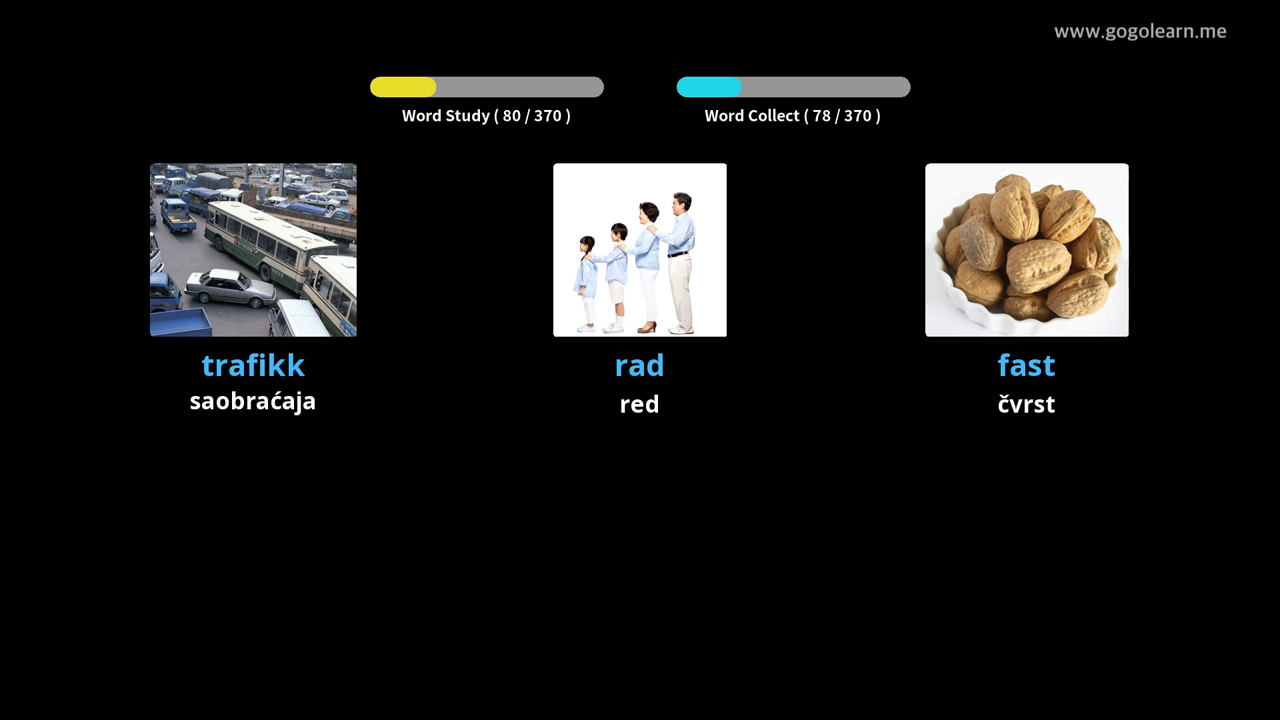 www.gogolearn.me
Word Study ( 80 / 370 )
Word Collect ( 78 / 370 )
trafikk
saobraćaja
rad
red
fast
čvrst